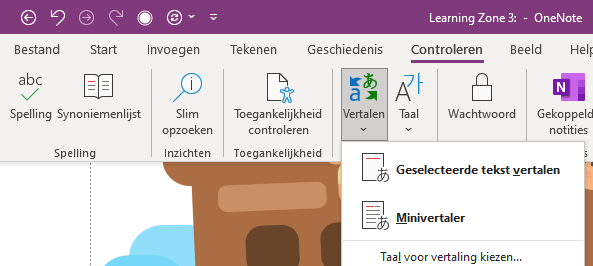 Learning Zone 3: - OneNote
Bestand Start Invoegen Tekenen Geschiedenis Controleren Beeld Help
abc
Spelling Synoniemenlijst Slim opzoeken Toegankelijkheid controleren Vertalen Taal Wachtwoord Gekoppelde notities
Spelling Inzichten Toegankelijkheid
Geselecteerde tekst vertalen
Minivertaler
Taal voor vertaling kiezen...